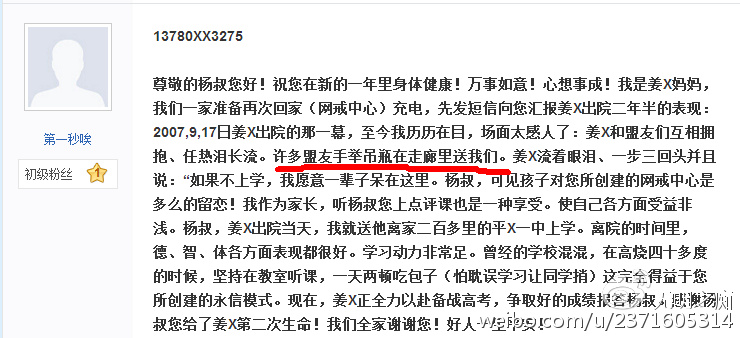 13780XX3275
尊敬的杨叔您好！祝您在新的一年里身体健康！万事如意！心想事成！我是姜X妈妈，
我们一家准备再次回家（网戒中心）充电，先发短信向您汇报姜X出院二年半的表现：
2007,9,17日姜X出院的那一幕，至今我历历在目，场面太感人了：姜X和盟友们互相拥
抱、任热泪长流。许多盟友手举吊瓶在走廊里送我们。姜X流着眼泪、一步三回头并且
说：“如果不上学，我愿意一辈子呆在这里。杨叔，可见孩子对您所创建的网戒中心是
多么的留恋！我作为家长，听杨叔您上点评课也是一种享受。使自己各方面受益非
浅。杨叔，姜X出院当天，我就送他离家二百多里的平X一中上学。离院的时间里，
德、智、体各方面表现都很好。学习动力非常足。曾经的学校混混，在高烧四十多度
的时候，坚持在教室听课，一天两顿吃包子（怕耽误学习让同学捎）这完全得益于您
所创建的永信模式。现在，姜X正全力以赴备战高考，争取好的成绩报答杨叔。感谢杨
叔您给了姜X第二次生命！我们全家谢谢您！好人一生平安！
第一秒唉
初级粉丝 1
weibo.com/u/2371605314